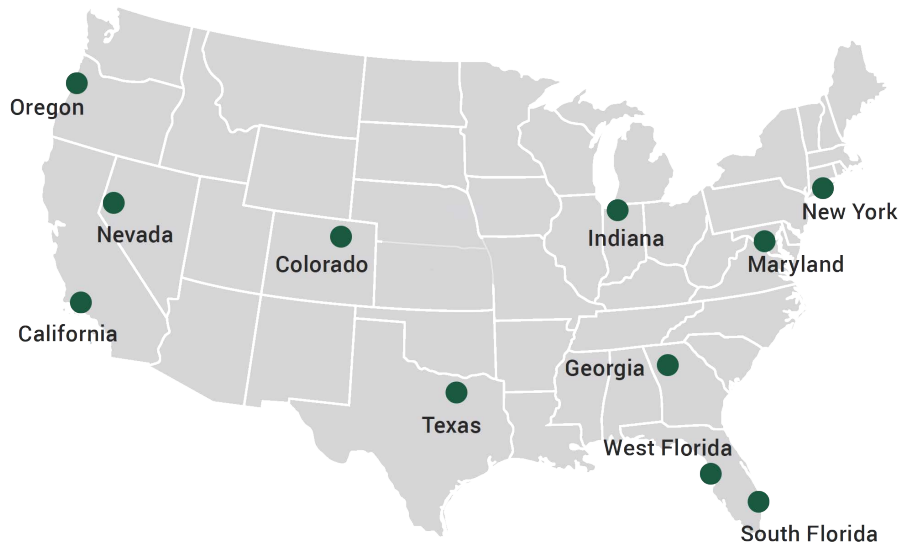 Oregon
New York
Nevada
Indiana
Colorado
Maryland
California
Georgia
Texas
West Florida
South Florida